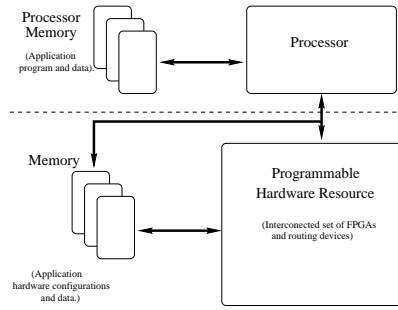 Processor
Memory
(Application
program and data).
Processor
Memory
(Application
hardware configurations
and data.)
Programmable
Hardware Resource
(Interconected set of FPGAs
and routing devices)